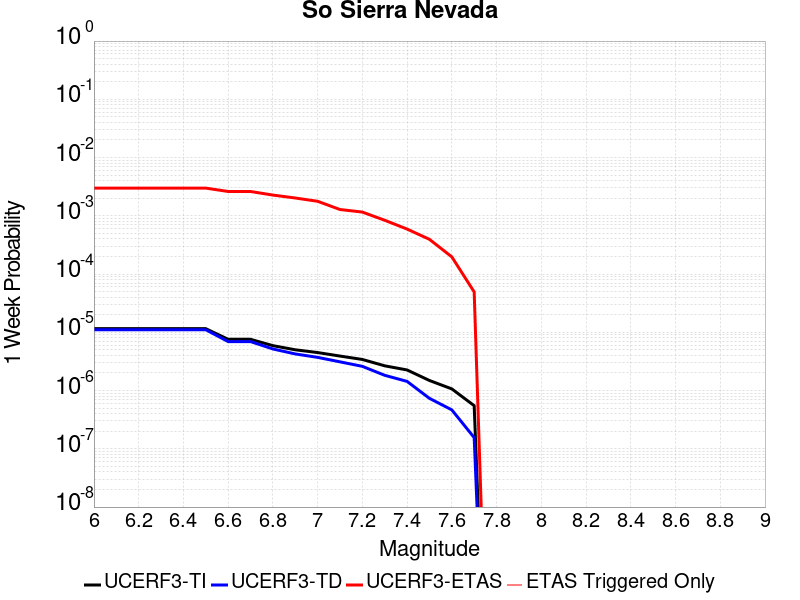 So Sierra Nevada
10^0
10^-1
10^-2
10^-3
10^-4
10^-5
10^-6
10^-7
10^-8
1 Week Probability
6 6.2 6.4 6.6 6.8 7 7.2 7.4 7.6 7.8 8 8.2 8.4 8.6 8.8 9
Magnitude
UCERF3-TI UCERF3-TD UCERF3-ETAS ETAS Triggered Only